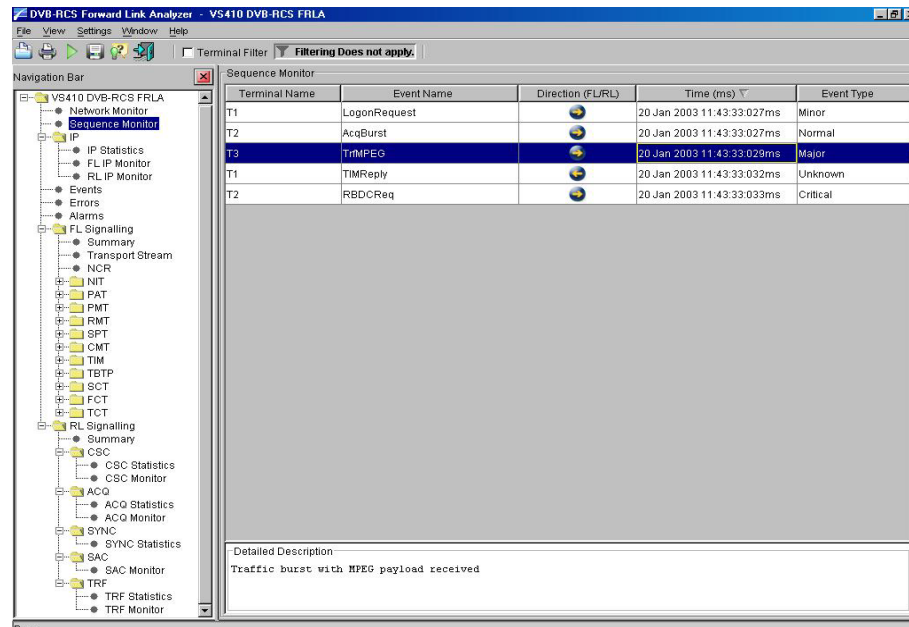 DVB-RCS Forward Link Analyzer - VS410 DVB-RCS FRLA
File View Settings Window Help
Terminal Filter Filtering Does not apply.
Navigation Bar
VS410 DVB-RCS FRLA
Network Monitor
Sequence Monitor
IP
IP Statistics
FL IP Monitor
RL IP Monitor
Events
Errors
Alarms
FL Signalling
Summary
Transport Stream
NCR
NIT
PAT
PMT
RMT
SPT
CMT
TIM
TBTP
SCT
FCT
TCT
RL Signalling
Summary
CSC
CSC Statistics
CSC Monitor
ACQ
ACQ Statistics
ACQ Monitor
SYNC
SYNC Statistics
SAC
SAC Monitor
TRF
TRF Statistics
TRF Monitor
Sequence Monitor
Terminal Name Event Name Direction (FL/RL) Time (ms) Event Type
T1 LogonRequest 20 Jan 2003 11:43:33:027ms Minor
T2 AcqBurst 20 Jan 2003 11:43:33:027ms Normal
T3 TrfMPEG 20 Jan 2003 11:43:33:029ms Major
T1 TIMReply 20 Jan 2003 11:43:33:032ms Unknown
T2 RBDCReq 20 Jan 2003 11:43:33:033ms Critical
Detailed Description
Traffic burst with MPEG payload received